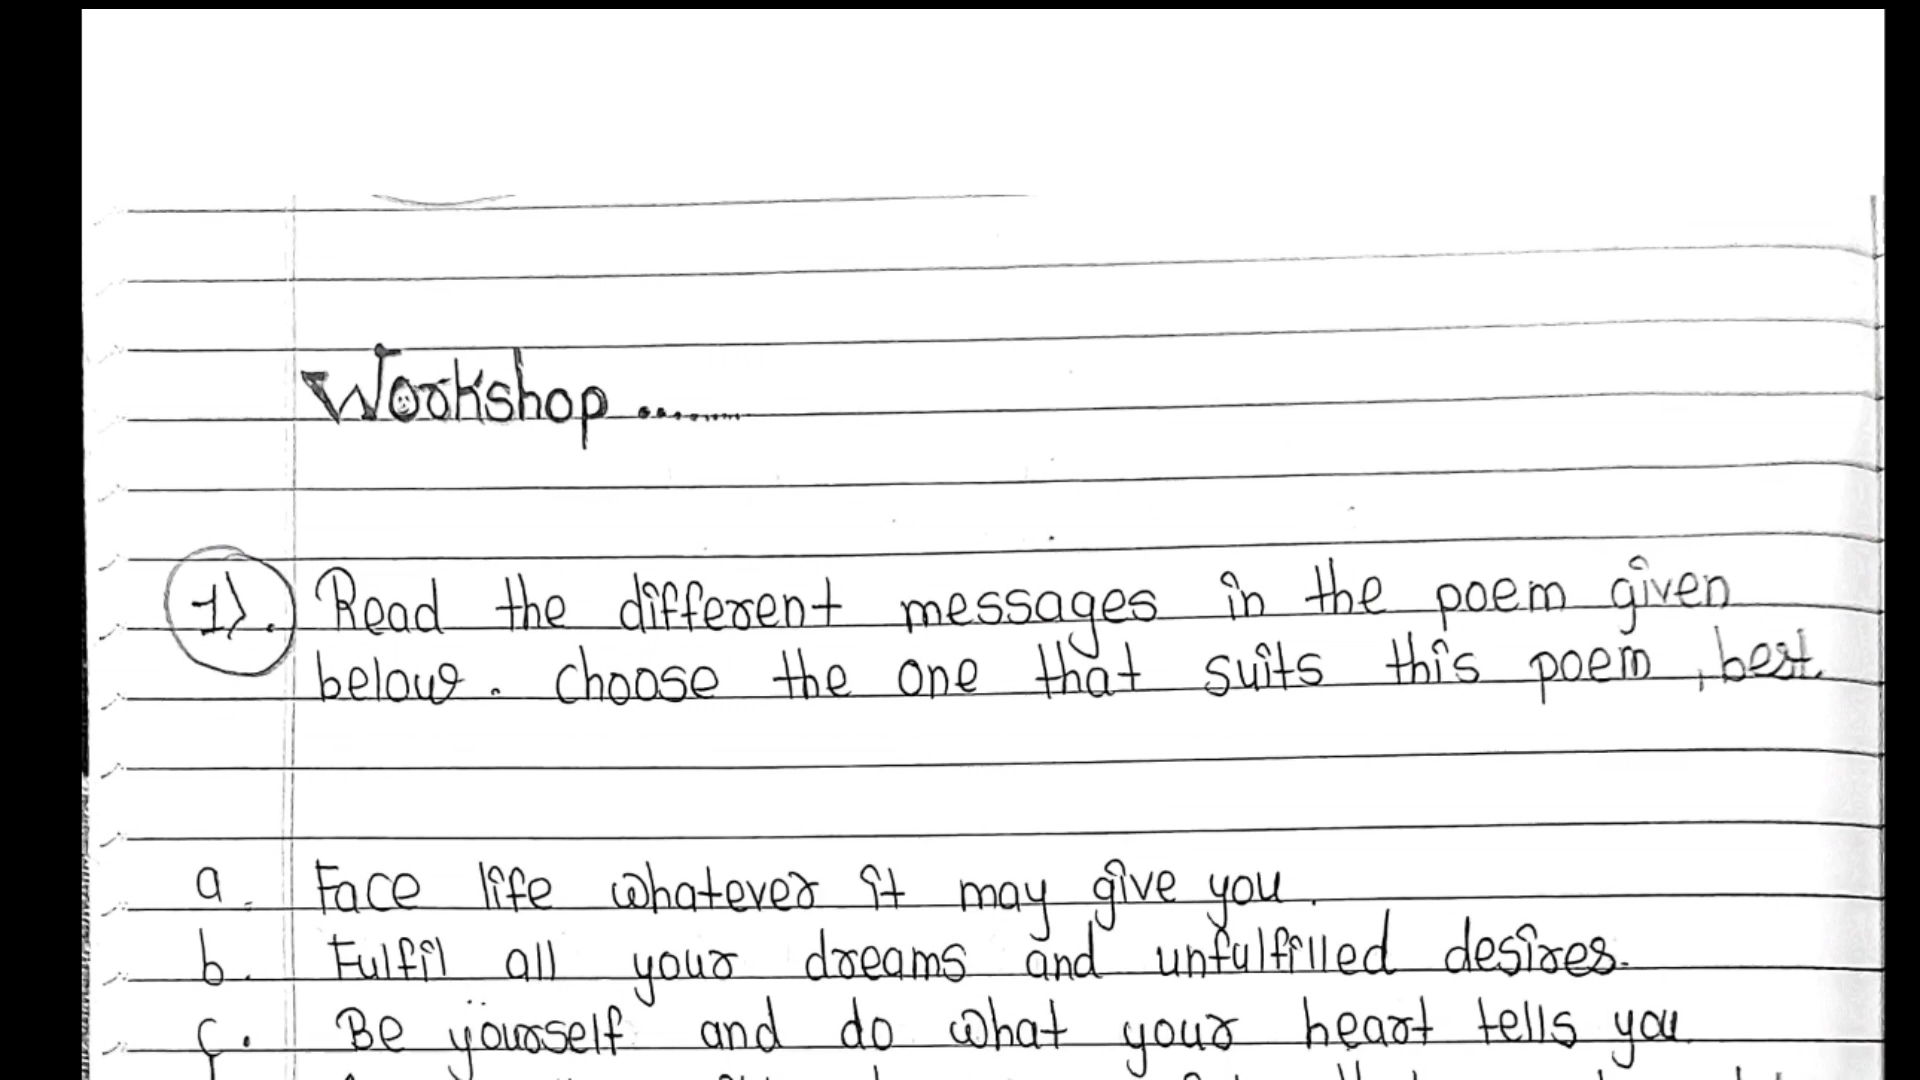 Workshop ........
1). Read the different messages in the poem given
below. choose the one that suits this poem, best.
a. Face life whatever it may give you.
b. Fulfil all your dreams and unfulfilled desires.
c. Be yourself and do what your heart tells you